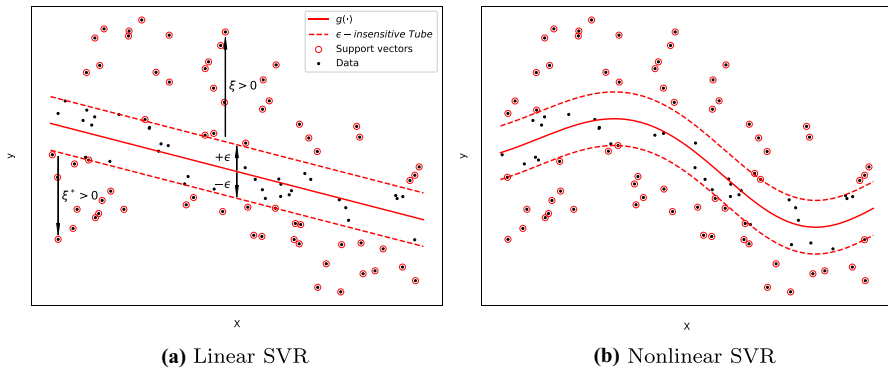 g(·)
ϵ − insensitive Tube
Support vectors
Data
ξ > 0
+ϵ
−ϵ
ξ* > 0
y
x
y
x
(a) Linear SVR
(b) Nonlinear SVR